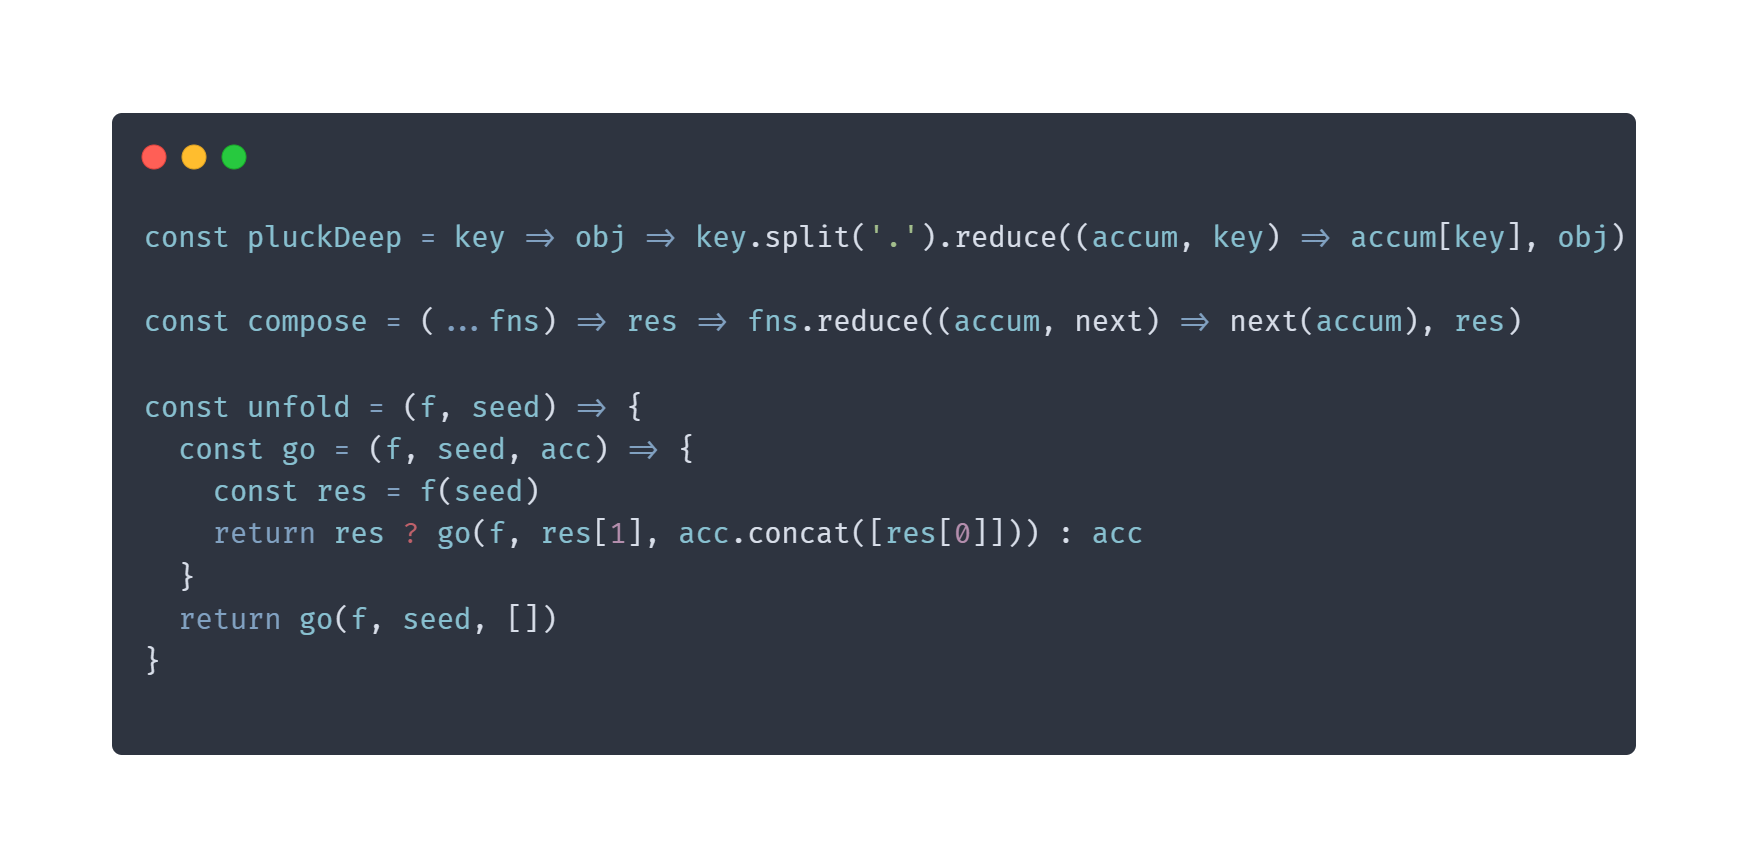 const pluckDeep = key => obj => key.split('.').reduce((accum, key) => accum[key], obj)
const compose = (...fns) => res => fns.reduce((accum, next) => next(accum), res)
const unfold = (f, seed) => {
  const go = (f, seed, acc) => {
    const res = f(seed)
    return res ? go(f, res[1], acc.concat([res[0]])) : acc
  }
  return go(f, seed, [])
}